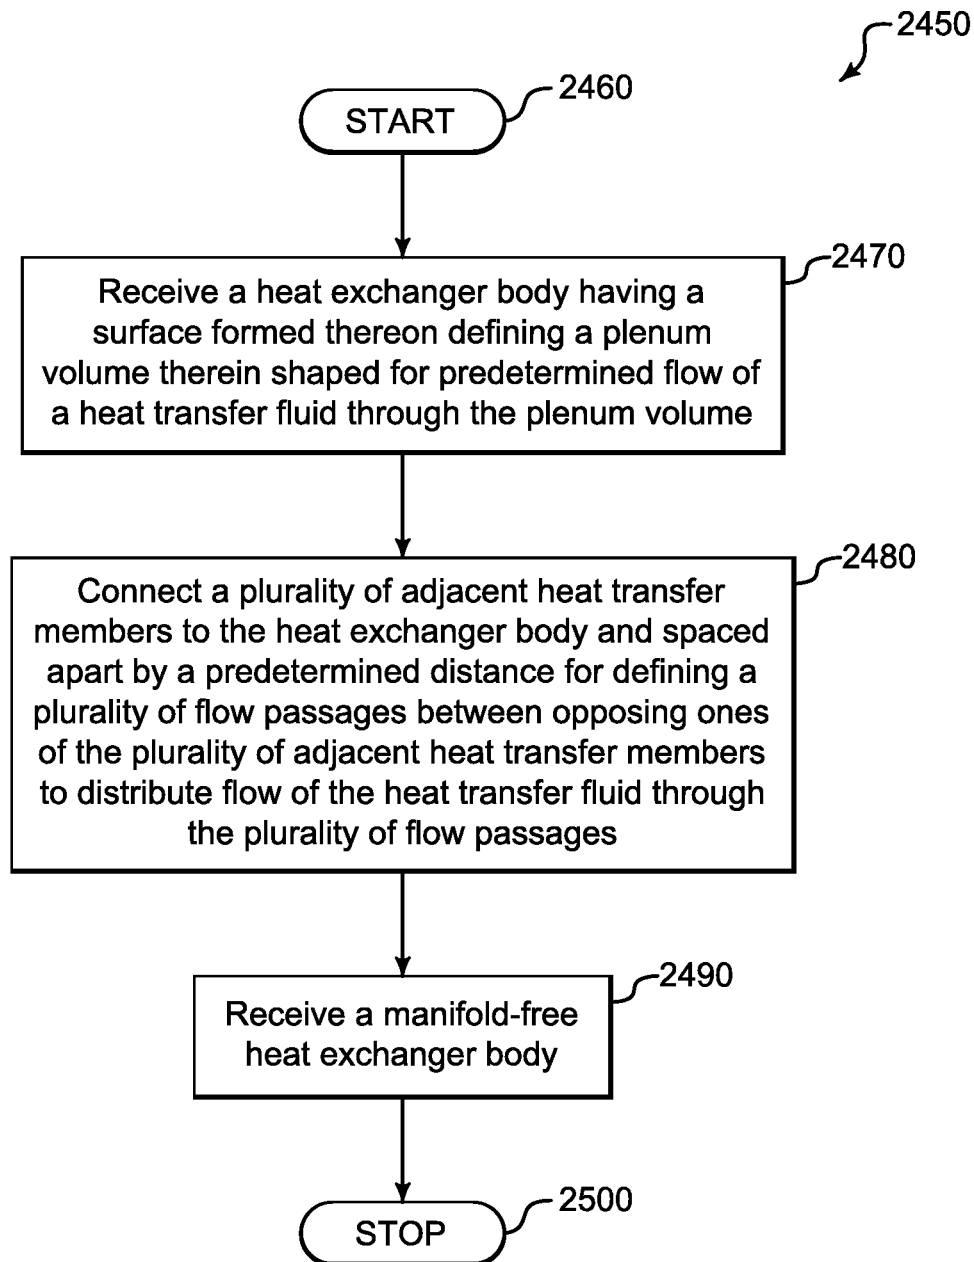 2450
START
2460
2470
Receive a heat exchanger body having a
surface formed thereon defining a plenum
volume therein shaped for predetermined flow of
a heat transfer fluid through the plenum volume
2480
Connect a plurality of adjacent heat transfer
members to the heat exchanger body and spaced
apart by a predetermined distance for defining a
plurality of flow passages between opposing ones
of the plurality of adjacent heat transfer members
to distribute flow of the heat transfer fluid through
the plurality of flow passages
2490
Receive a manifold-free
heat exchanger body
2500
STOP